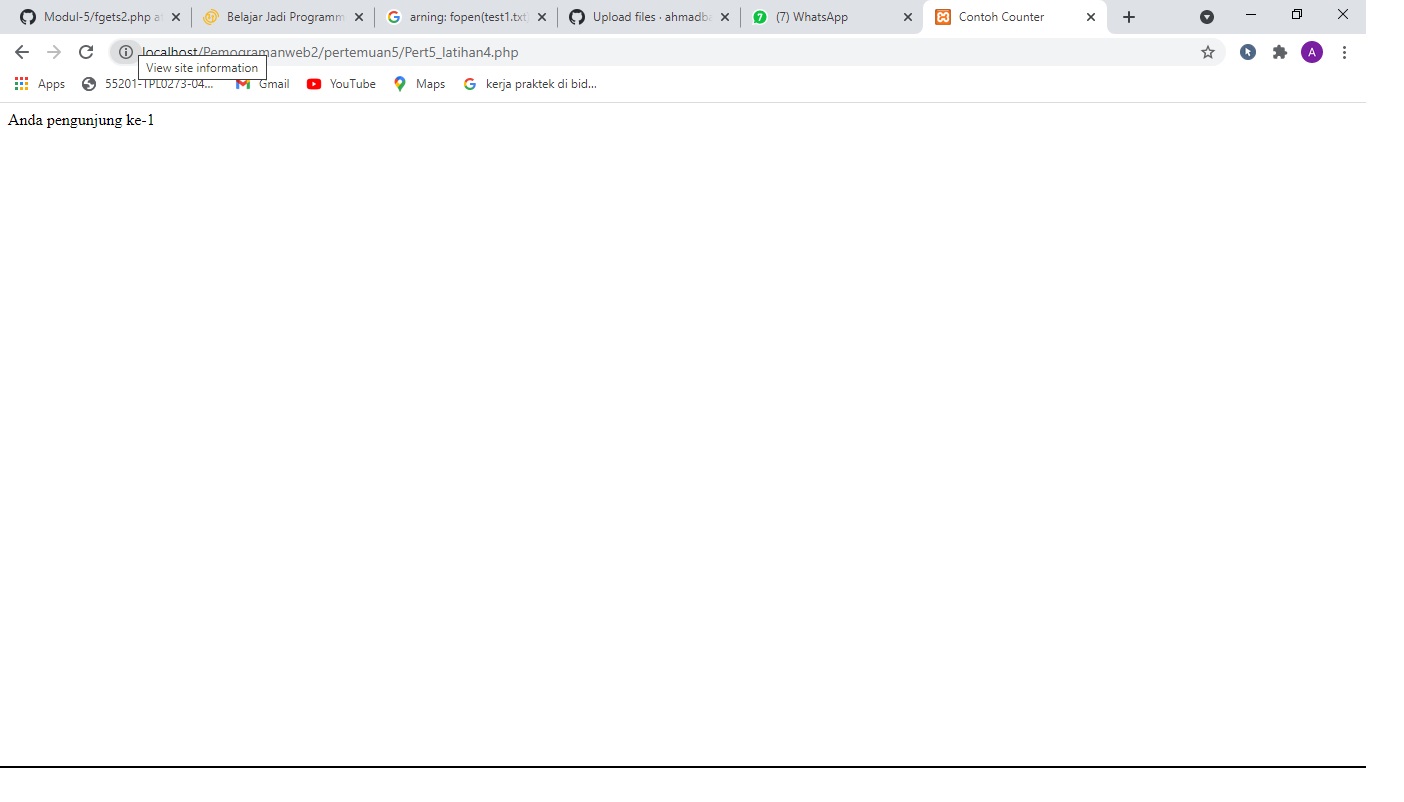 Modul-5/fgets2.php at
Belajar Jadi Programm
arning: fopen(test1.txt)
Upload files · ahmadba
7 (7) WhatsApp
Contoh Counter
localhost/Pemogramanweb2/pertemuan5/Pert5_latihan4.php
A
View site information
Apps
55201-TPL0273-04...
Gmail
YouTube
Maps
kerja praktek di bid...
Anda pengunjung ke-1